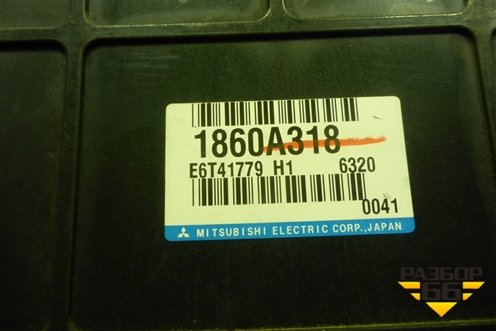 1860A318
E6T41779 H1 6320
0041
MITSUBISHI ELECTRIC CORP., JAPAN
РАЗБОР
66